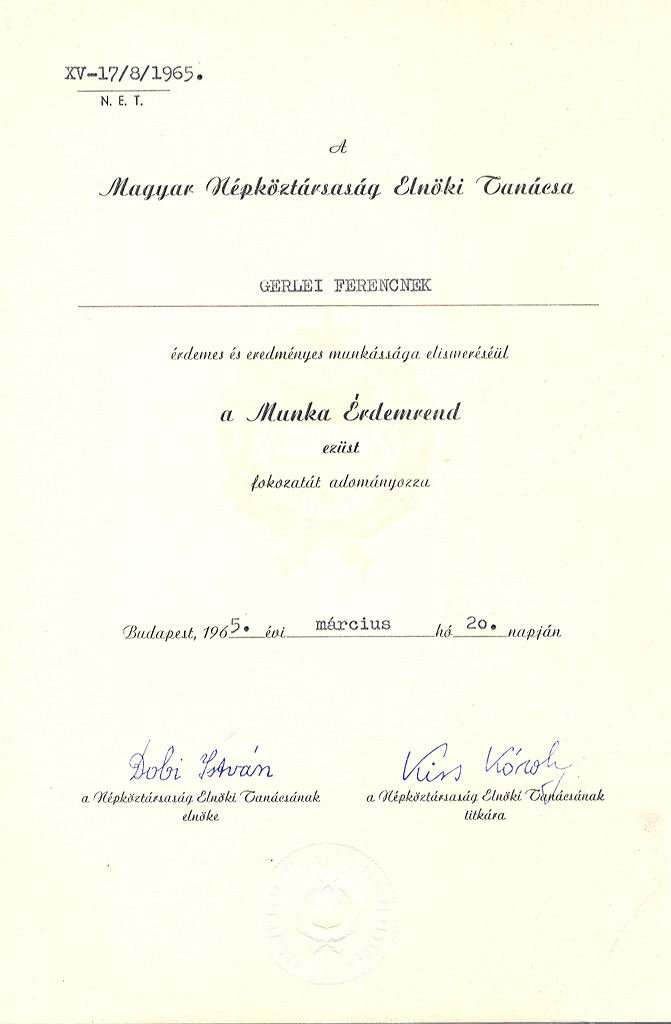 XV-17/8/1965.
N. E. T.
A
Magyar Népköztársaság Elnöki Tanácsa
GERLEI FERENCNEK
érdemes és eredményes munkássága elismeréséül
a Munka Érdemrend
ezüst
fokozatát adományozza
Budapest, 1965. évi március hó 20. napján
Dobi István
Kiss Károly
a Népköztársaság Elnöki Tanácsának
elnöke
a Népköztársaság Elnöki Tanácsának
titkára